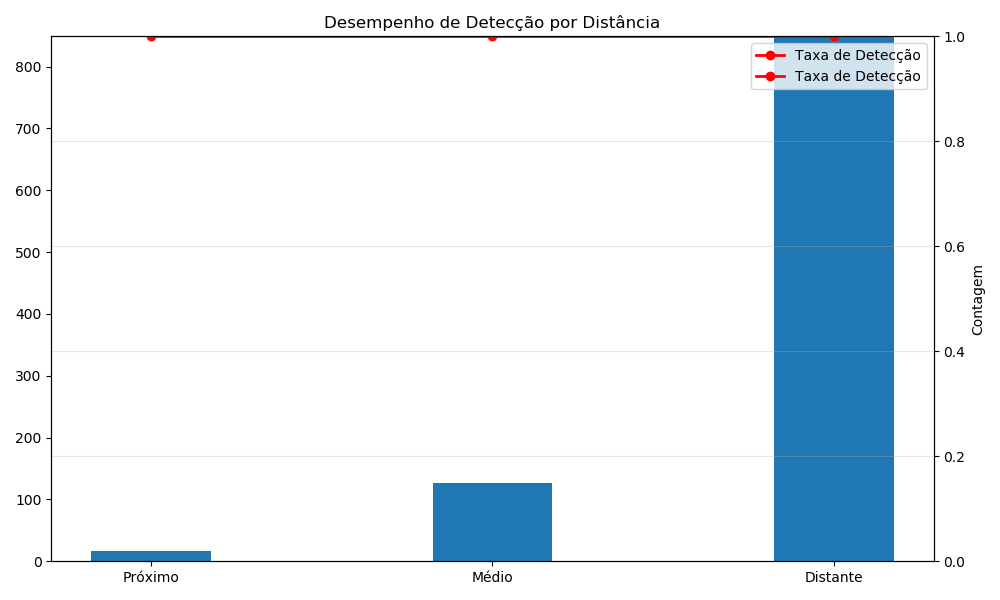 Desempenho de Detecção por Distância
Taxa de Detecção
Taxa de Detecção
800
700
600
500
400
300
200
100
0
1.0
0.8
0.6
0.4
0.2
0.0
Contagem
Próximo
Médio
Distante